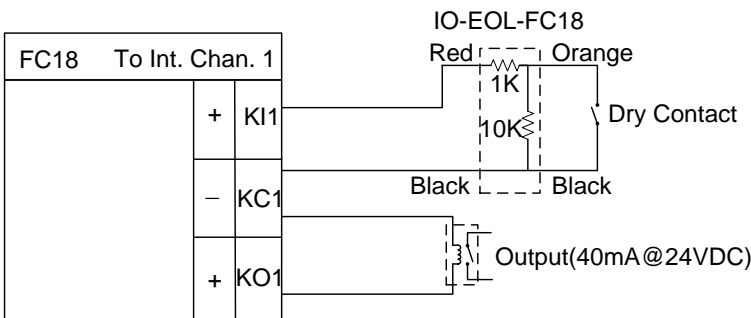 IO-EOL-FC18
FC18 To Int. Chan. 1
Red Orange
1K
+ KI1
10K
Dry Contact
Black Black
− KC1
Output(40mA@24VDC)
+ KO1